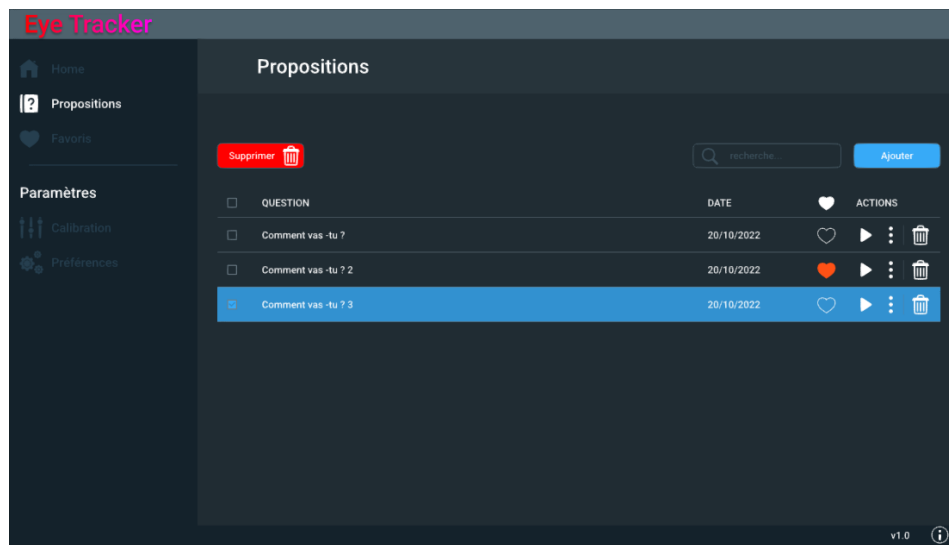 Eye Tracker
Home
Propositions
Favoris
Paramètres
Calibration
Préférences
Propositions
Supprimer
recherche...
Ajouter
QUESTION DATE ACTIONS
Comment vas -tu ? 20/10/2022
Comment vas -tu ? 2 20/10/2022
Comment vas -tu ? 3 20/10/2022
v1.0